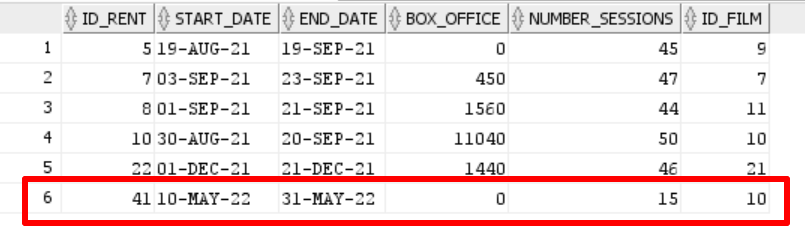 ID_RENT START_DATE END_DATE BOX_OFFICE NUMBER_SESSIONS ID_FILM
1 5 19-AUG-21 19-SEP-21 0 45 9
2 7 03-SEP-21 23-SEP-21 450 47 7
3 8 01-SEP-21 21-SEP-21 1560 44 11
4 10 30-AUG-21 20-SEP-21 11040 50 10
5 22 01-DEC-21 21-DEC-21 1440 46 21
6 41 10-MAY-22 31-MAY-22 0 15 10